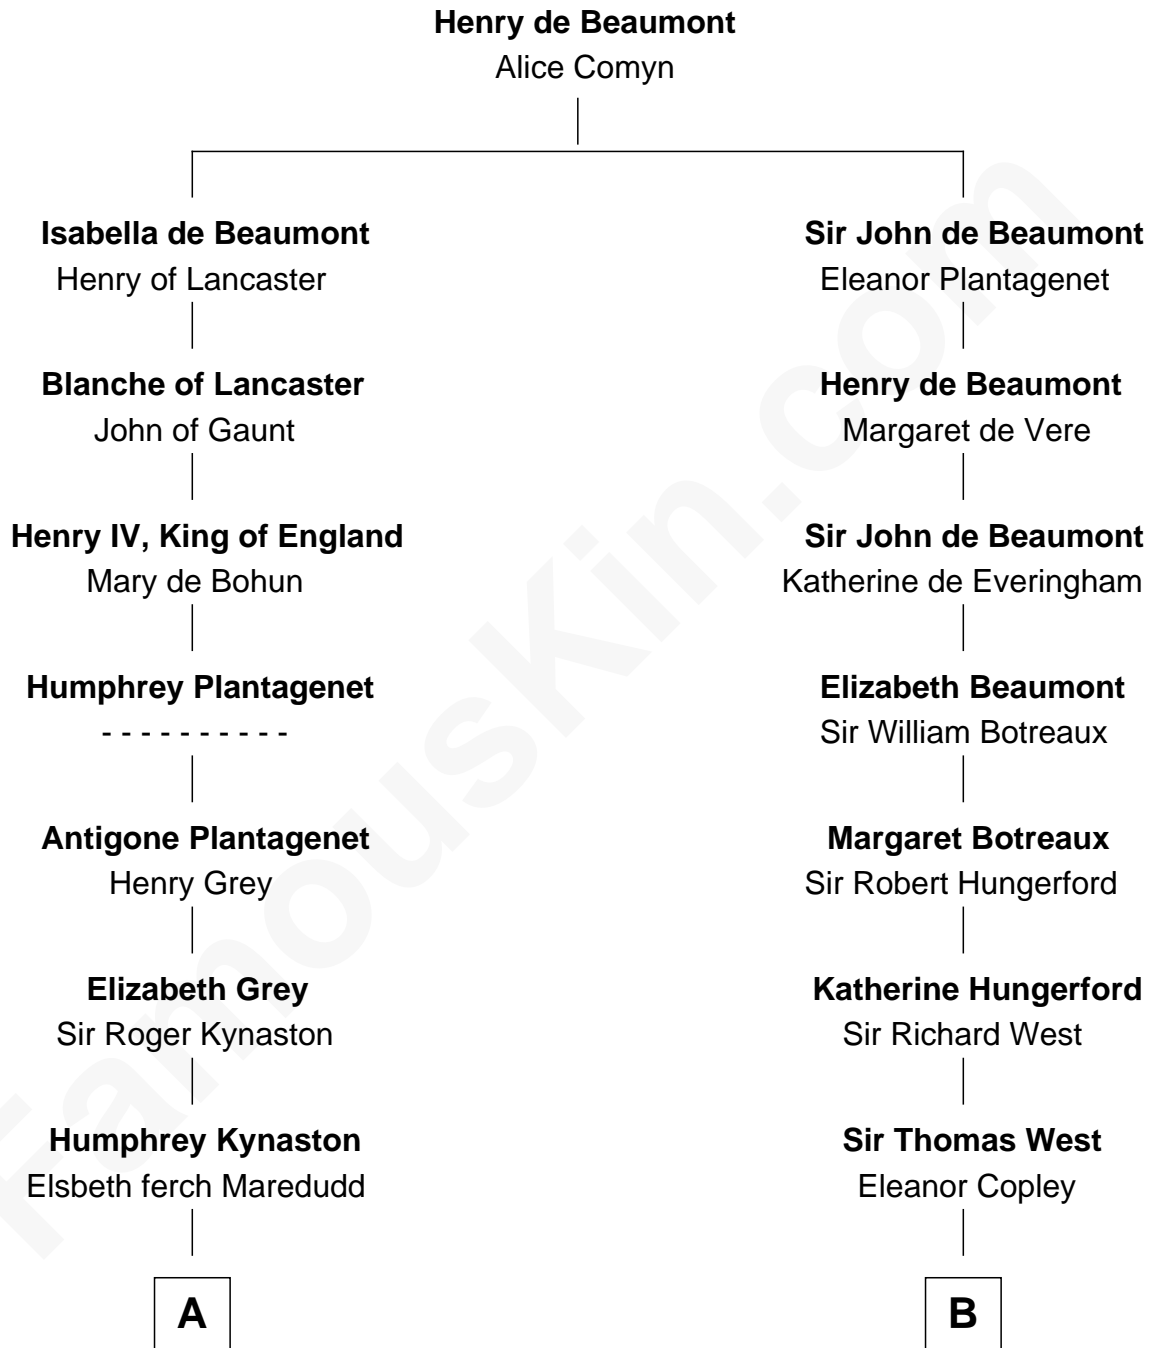 Henry de Beaumont
Alice Comyn
Isabella de Beaumont
Henry of Lancaster
Sir John de Beaumont
Eleanor Plantagenet
Blanche of Lancaster
John of Gaunt
Henry de Beaumont
Margaret de Vere
Henry IV, King of England
Mary de Bohun
Sir John de Beaumont
Katherine de Everingham
Humphrey Plantagenet
- - - - - - - - - -
Elizabeth Beaumont
Sir William Botreaux
Antigone Plantagenet
Henry Grey
Margaret Botreaux
Sir Robert Hungerford
Elizabeth Grey
Sir Roger Kynaston
Katherine Hungerford
Sir Richard West
Humphrey Kynaston
Elsbeth ferch Maredudd
Sir Thomas West
Eleanor Copley
A
B
FamousKin.com